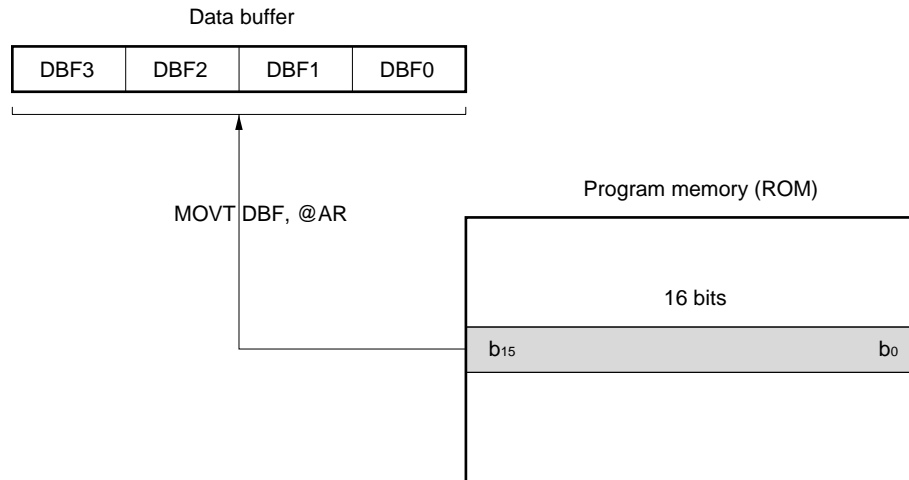 Data buffer
DBF3 DBF2 DBF1 DBF0
MOVT DBF, @AR
Program memory (ROM)
16 bits
b15 b0